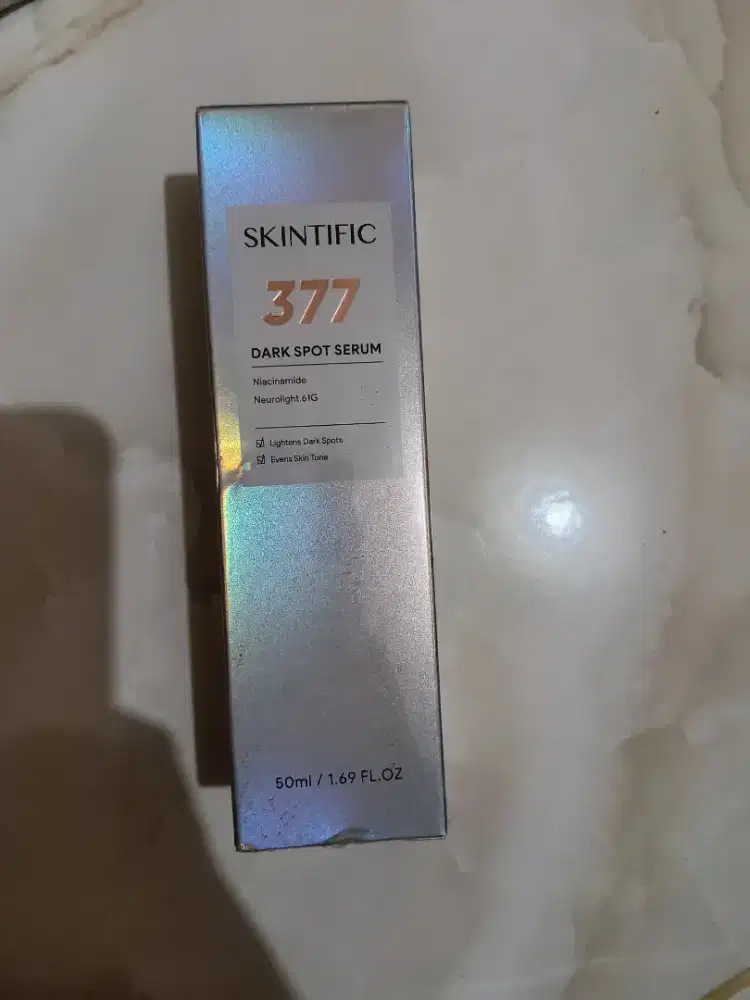 SKINTIFIC
377
DARK SPOT SERUM
Niacinamide
Neurolight.61G
Lightens Dark Spots
Evens Skin Tone
50ml / 1.69 FL.OZ